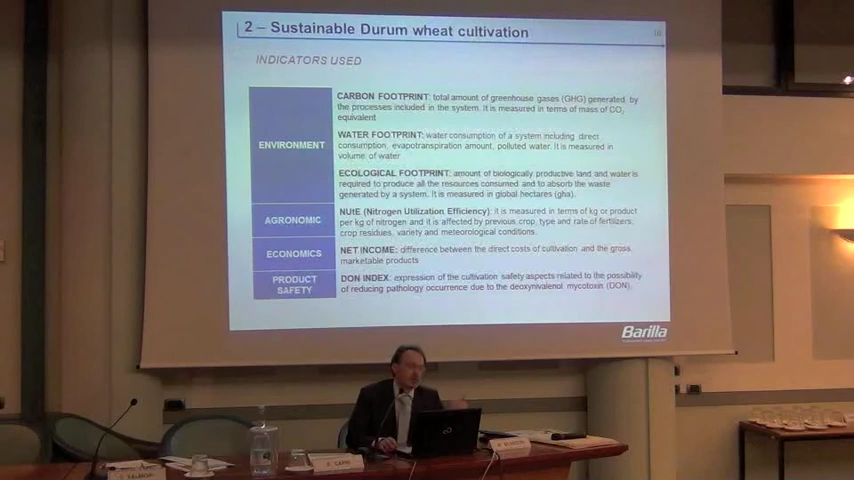 2 – Sustainable Durum wheat cultivation
INDICATORS USED
ENVIRONMENT
CARBON FOOTPRINT: total amount of greenhouse gases (GHG) generated by
the processes included in the system. It is measured in terms of mass of CO2
equivalent
WATER FOOTPRINT: water consumption of a system including direct
consumption, evapotranspiration amount, polluted water. It is measured in
volume of water
ECOLOGICAL FOOTPRINT: amount of biologically productive land and water is
required to produce all the resources consumed and to absorb the waste
generated by a system. It is measured in global hectares (gha).
AGRONOMIC
NUtE (Nitrogen Utilization Efficiency): it is measured in terms of kg or product
per kg of nitrogen and it is affected by previous crop, type and rate of fertilizers,
crop residues, variety and meteorological conditions.
ECONOMICS
NET INCOME: difference between the direct costs of cultivation and the gross
marketable products
PRODUCT
SAFETY
DON INDEX: expression of the cultivation safety aspects related to the possibility
of reducing pathology occurrence due to the deoxynivalenol mycotoxin (DON).
Barilla